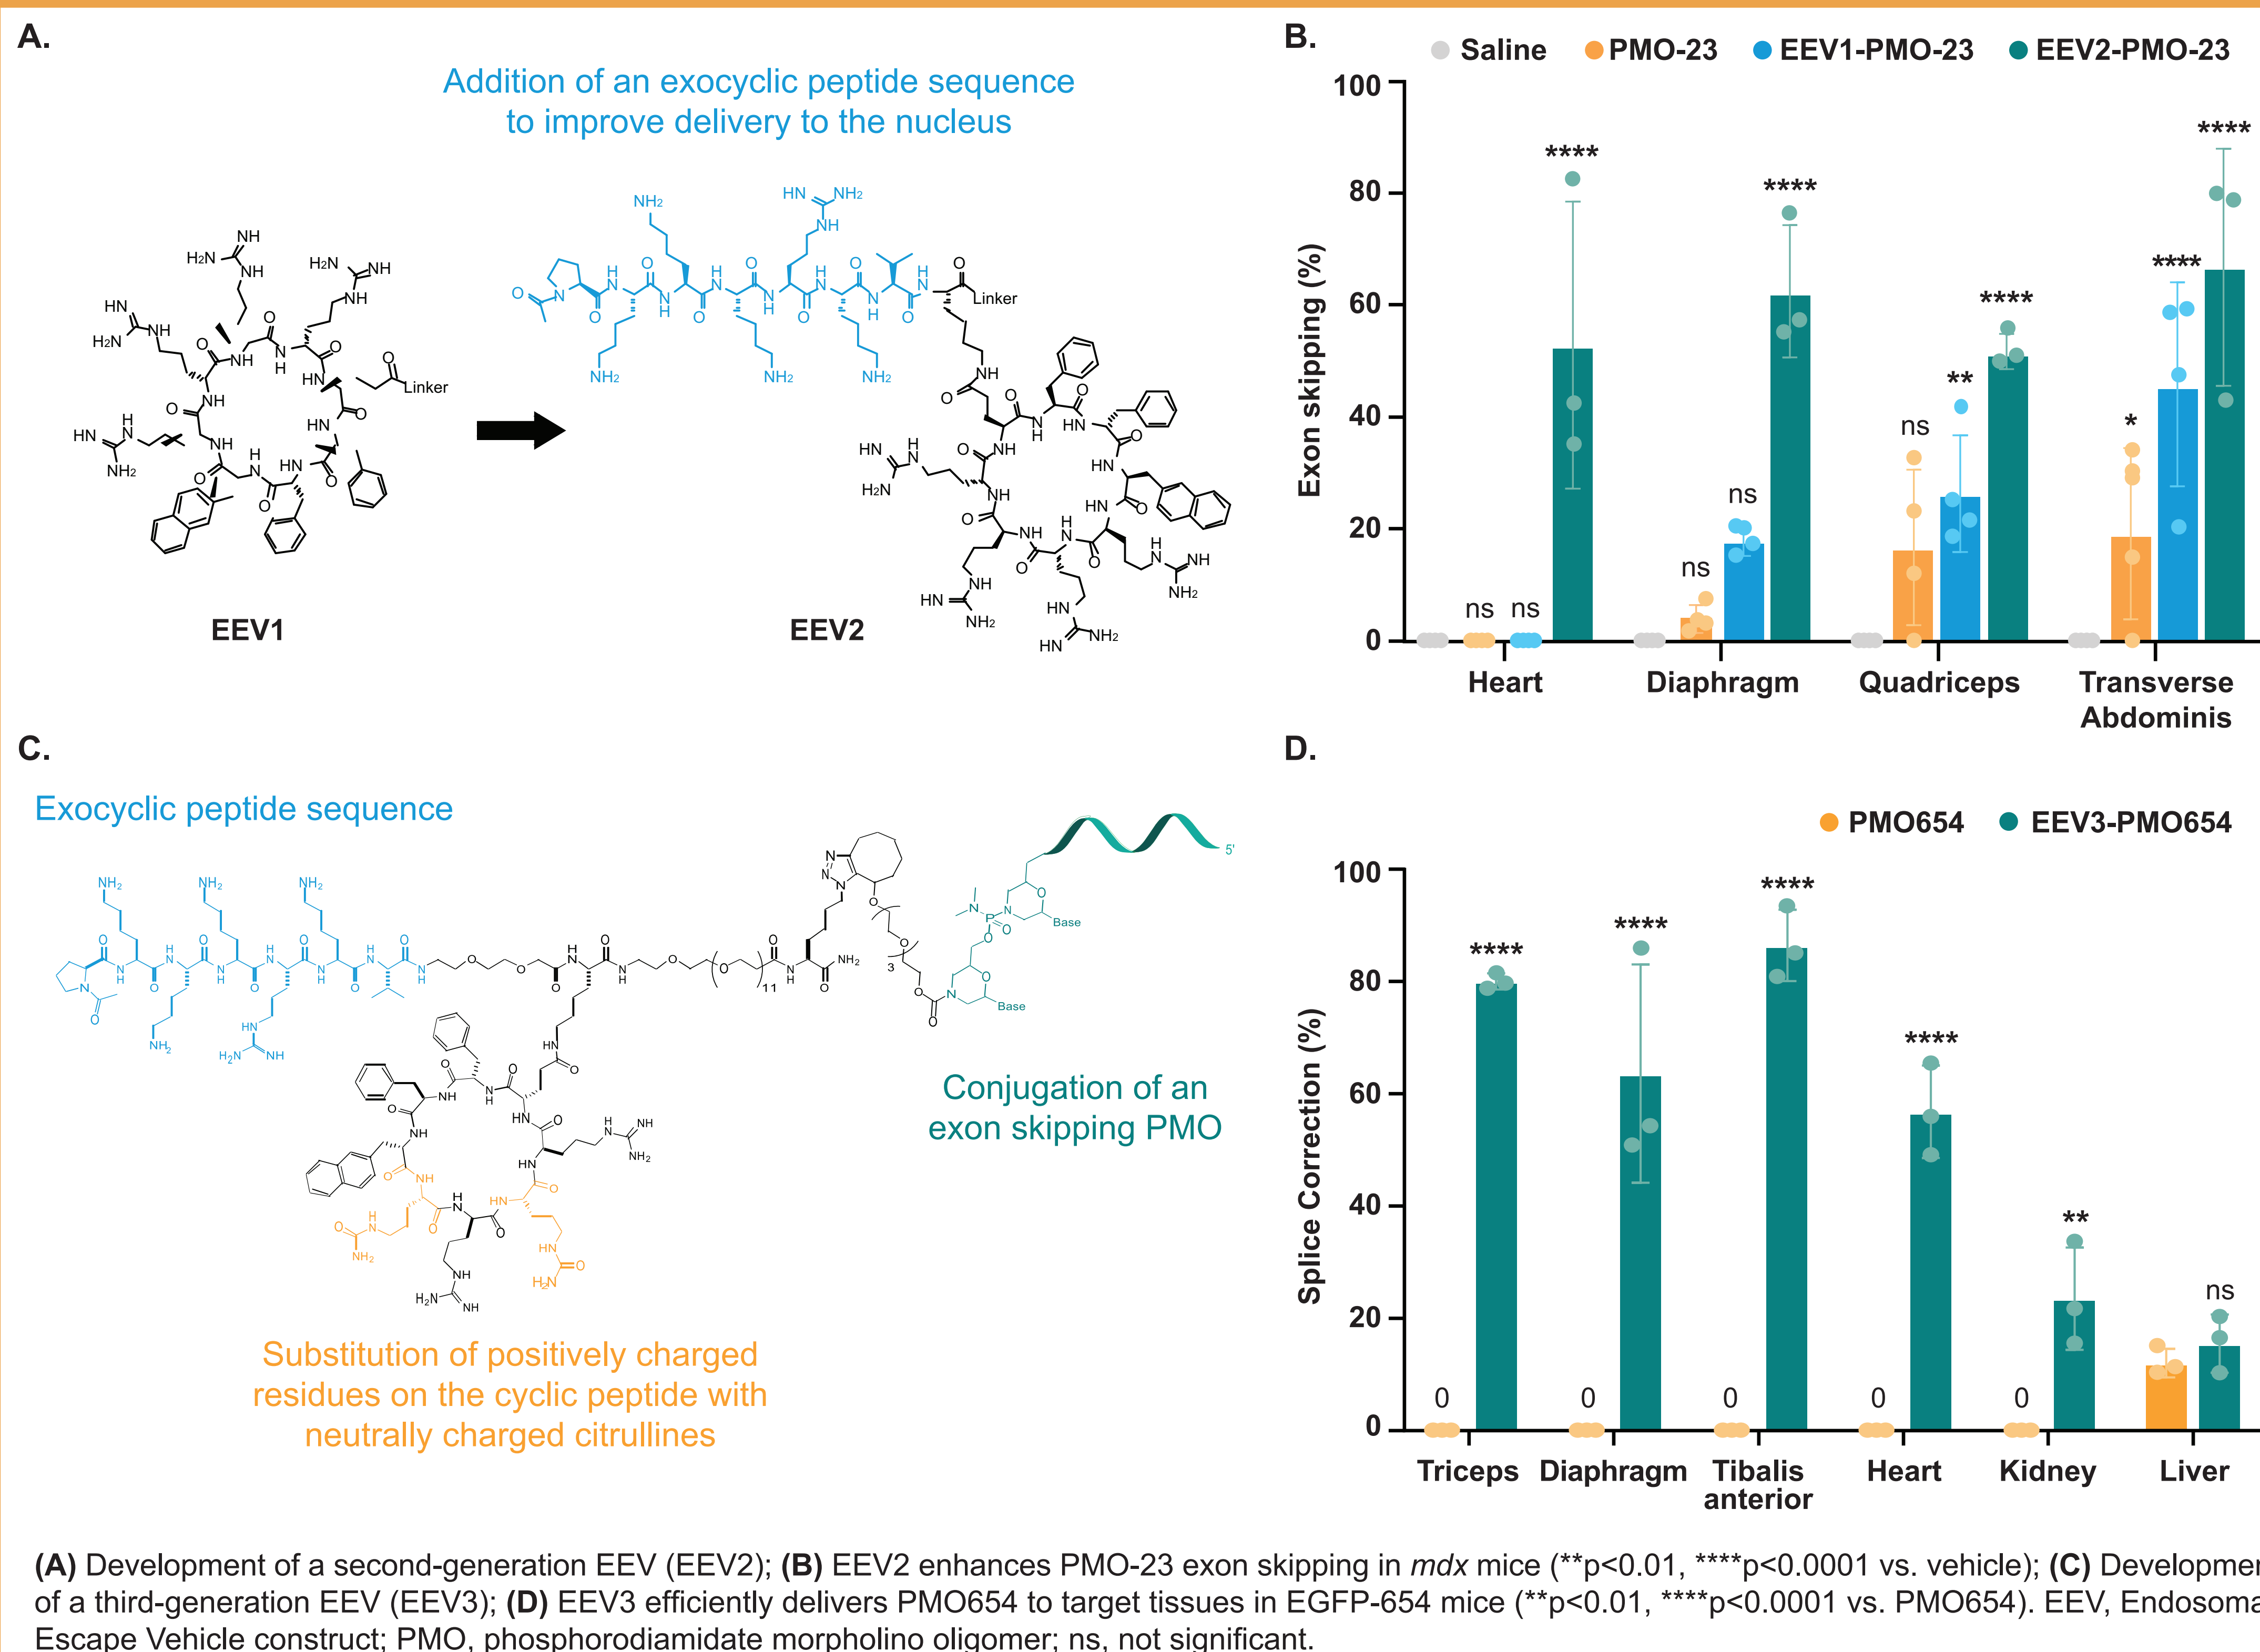 A.
Addition of an exocyclic peptide sequence
to improve delivery to the nucleus
EEV1
EEV2
Linker
Linker
B.
Saline PMO-23 EEV1-PMO-23 EEV2-PMO-23
Exon skipping (%)
100
80
60
40
20
0
ns ns ****
ns ns ****
ns ** ****
* **** ****
Heart Diaphragm Quadriceps Transverse
Abdominis
C.
Exocyclic peptide sequence
5'
Base
Base
11
3
Conjugation of an
exon skipping PMO
Substitution of positively charged
residues on the cyclic peptide with
neutrally charged citrullines
D.
PMO654 EEV3-PMO654
Splice Correction (%)
100
80
60
40
20
0
0 ****
0 ****
0 ****
0 ****
0 **
ns
Triceps Diaphragm Tibalis Heart Kidney Liver
anterior
(A) Development of a second-generation EEV (EEV2); (B) EEV2 enhances PMO-23 exon skipping in mdx mice (**p<0.01, ****p<0.0001 vs. vehicle); (C) Developmen
of a third-generation EEV (EEV3); (D) EEV3 efficiently delivers PMO654 to target tissues in EGFP-654 mice (**p<0.01, ****p<0.0001 vs. PMO654). EEV, Endosoma
Escape Vehicle construct; PMO, phosphorodiamidate morpholino oligomer; ns, not significant.